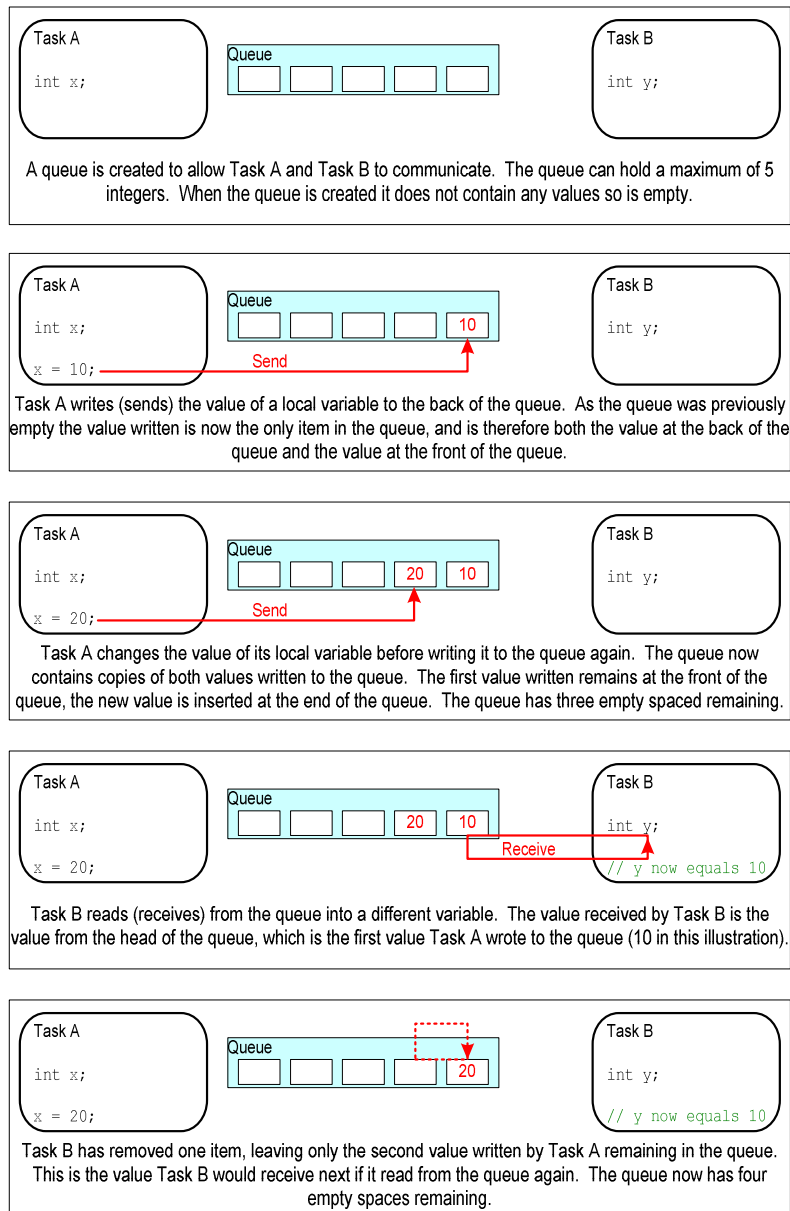 Task A
int x;
Queue
Task B
int y;
A queue is created to allow Task A and Task B to communicate. The queue can hold a maximum of 5
integers. When the queue is created it does not contain any values so is empty.
Task A
int x;
x = 10;
Queue
10
Send
Task B
int y;
Task A writes (sends) the value of a local variable to the back of the queue. As the queue was previously
empty the value written is now the only item in the queue, and is therefore both the value at the back of the
queue and the value at the front of the queue.
Task A
int x;
x = 20;
Queue
20 10
Send
Task B
int y;
Task A changes the value of its local variable before writing it to the queue again. The queue now
contains copies of both values written to the queue. The first value written remains at the front of the
queue, the new value is inserted at the end of the queue. The queue has three empty spaced remaining.
Task A
int x;
x = 20;
Queue
20 10
Receive
Task B
int y;
// y now equals 10
Task B reads (receives) from the queue into a different variable. The value received by Task B is the
value from the head of the queue, which is the first value Task A wrote to the queue (10 in this illustration).
Task A
int x;
x = 20;
Queue
20
Task B
int y;
// y now equals 10
Task B has removed one item, leaving only the second value written by Task A remaining in the queue.
This is the value Task B would receive next if it read from the queue again. The queue now has four
empty spaces remaining.